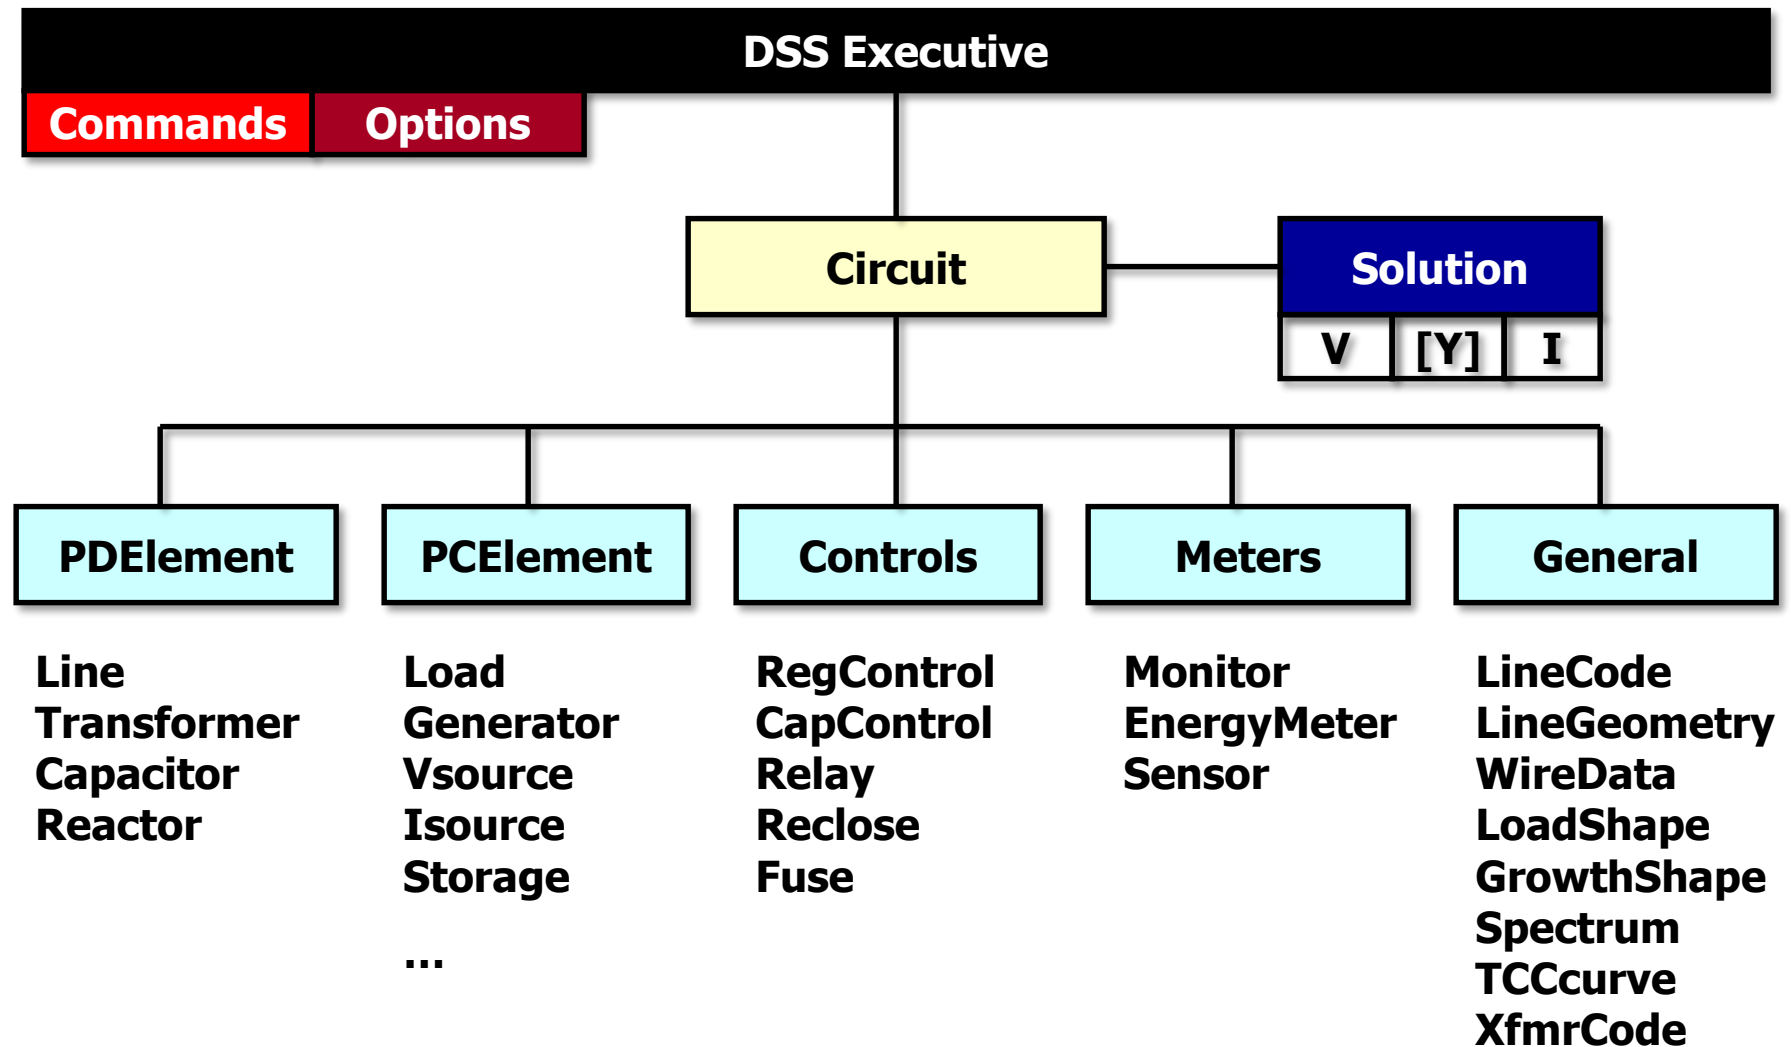 DSS Executive
Commands Options
Circuit
Solution
V [Y] I
PDElement
PCElement
Controls
Meters
General
Line
Transformer
Capacitor
Reactor
Load
Generator
Vsource
Isource
Storage
...
RegControl
CapControl
Relay
Reclose
Fuse
Monitor
EnergyMeter
Sensor
LineCode
LineGeometry
WireData
LoadShape
GrowthShape
Spectrum
TCCcurve
XfmrCode